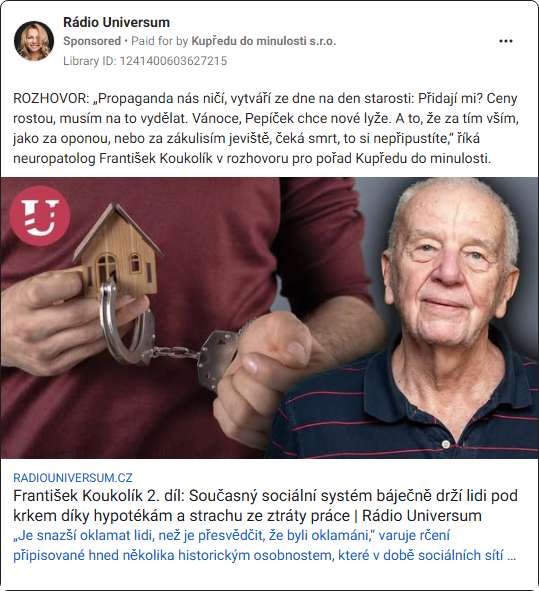 Rádio Universum
Sponsored • Paid for by Kupředu do minulosti s.r.o.
Library ID: 1241400603627215
ROZHOVOR: „Propaganda nás ničí, vytváří ze dne na den starosti: Přidají mi? Ceny
rostou, musím na to vydělat. Vánoce, Pepíček chce nové lyže. A to, že za tím vším,
jako za oponou, nebo za zákulisím jeviště, čeká smrt, to si nepřipustíte,“ říká
neuropatolog František Koukolík v rozhovoru pro pořad Kupředu do minulosti.
U
RADIOUNIVERSUM.CZ
František Koukolík 2. díl: Současný sociální systém báječně drží lidi pod
krkem díky hypotékám a strachu ze ztráty práce | Rádio Universum
„Je snazší oklamat lidi, než je přesvědčit, že byli oklamáni,“ varuje rčení
připisované hned několika historickým osobnostem, které v době sociálních sítí ...